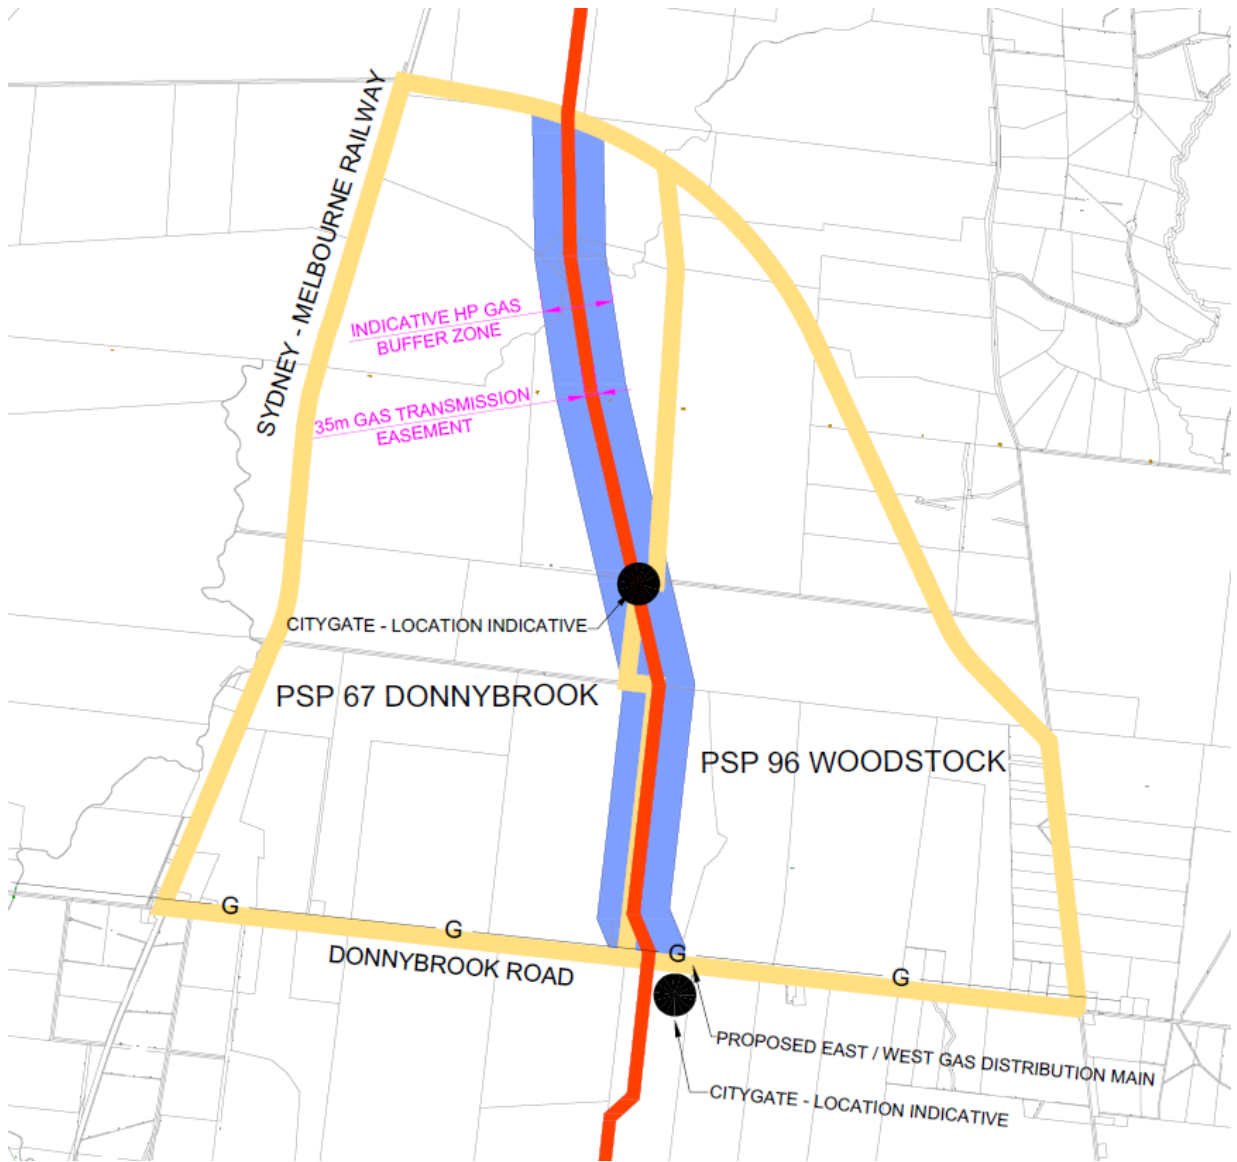 SYDNEY - MELBOURNE RAILWAY
INDICATIVE HP GAS
BUFFER ZONE
35m GAS TRANSMISSION
EASEMENT
CITYGATE - LOCATION INDICATIVE
PSP 67 DONNYBROOK
PSP 96 WOODSTOCK
G
G
G
G
DONNYBROOK ROAD
PROPOSED EAST / WEST GAS DISTRIBUTION MAIN
CITYGATE - LOCATION INDICATIVE